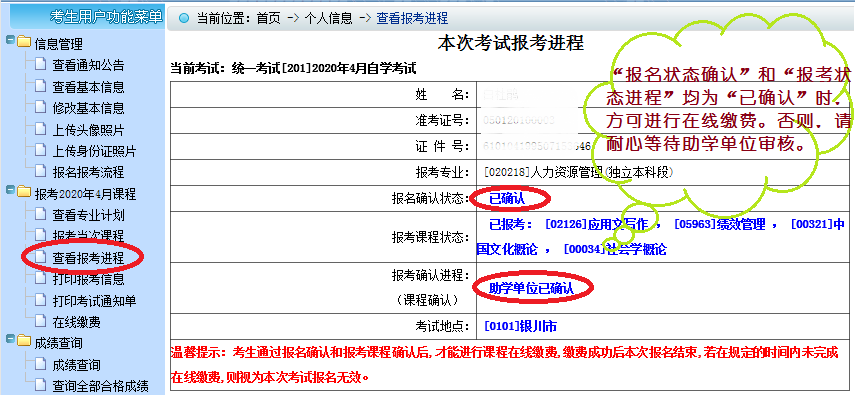 考生用户功能菜单
信息管理
查看通知公告
查看基本信息
修改基本信息
上传头像照片
上传身份证照片
报名报考流程
报考2020年4月课程
查看专业计划
报考当次课程
查看报考进程
打印报考信息
打印考试通知单
在线缴费
成绩查询
成绩查询
查询全部合格成绩
当前位置：首页 -> 个人信息 -> 查看报考进程
本次考试报考进程
当前考试：统一考试[201]2020年4月自学考试
姓 名：
准考证号：
证 件 号：
报考专业： [020218]人力资源管理(独立本科段)
报名确认状态： 已确认
报考课程状态： 已报考： [02126]应用文写作 ， [05963]绩效管理 ， [00321]中
国文化概论 ， [00034]社会学概论
报考确认进程：
（课程确认） 助学单位已确认
考试地点： [0101]银川市
温馨提示：考生通过报名确认和报考课程确认后,才能进行课程在线缴费,缴费成功后本次报名结束,若在规定的时间内未完成
在线缴费,则视为本次考试报名无效。
“报名状态确认”和“报考状
态进程”均为“已确认”时，
方可进行在线缴费。否则，请
耐心等待助学单位审核。